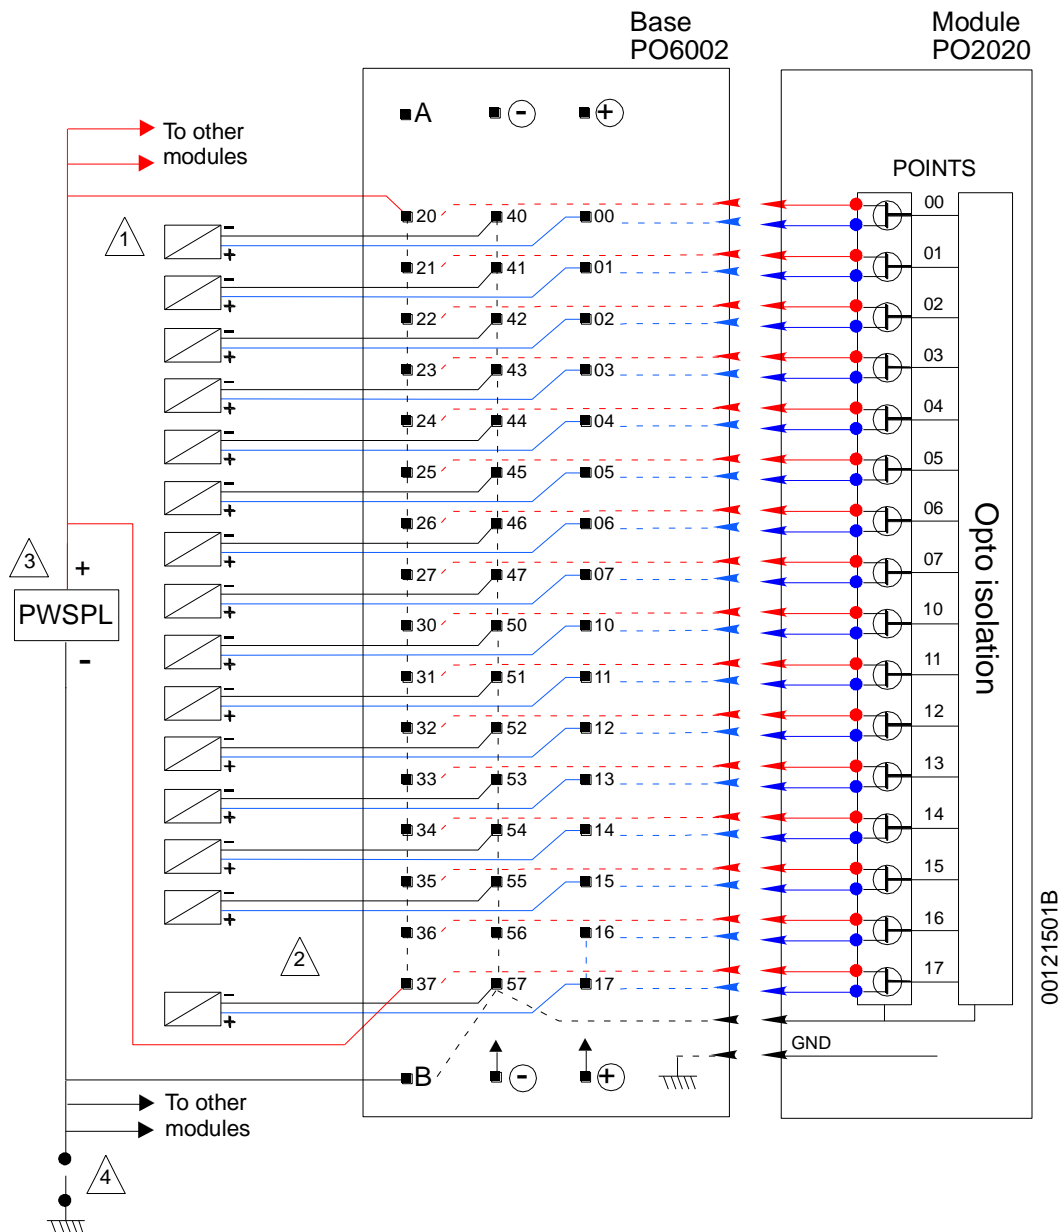 Base
PO6002
Module
PO2020
A - +
To other
modules
POINTS
20 40 00 00
1 - +
21 41 01 01
- +
22 42 02 02
- +
23 43 03 03
- +
24 44 04 04
- +
25 45 05 05
- +
26 46 06 06
- +
27 47 07 07
- +
30 50 10 10
- +
31 51 11 11
- +
32 52 12 12
- +
33 53 13 13
- +
34 54 14 14
- +
35 55 15 15
- +
36 56 16 16
2
37 57 17 17
- +
3
+
PWSPL
-
Opto isolation
GND
B - +
To other
modules
4
00121501B